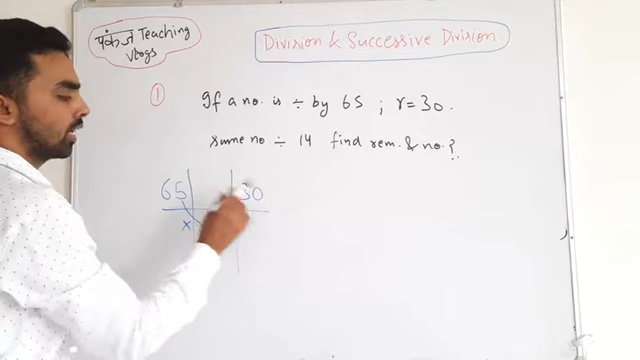 पंकज Teaching
Vlogs
Division & Successive Division.
① If a no. is ÷ by 65 ; r = 30.
same no ÷ 14 find rem. & no.?
65 30
x